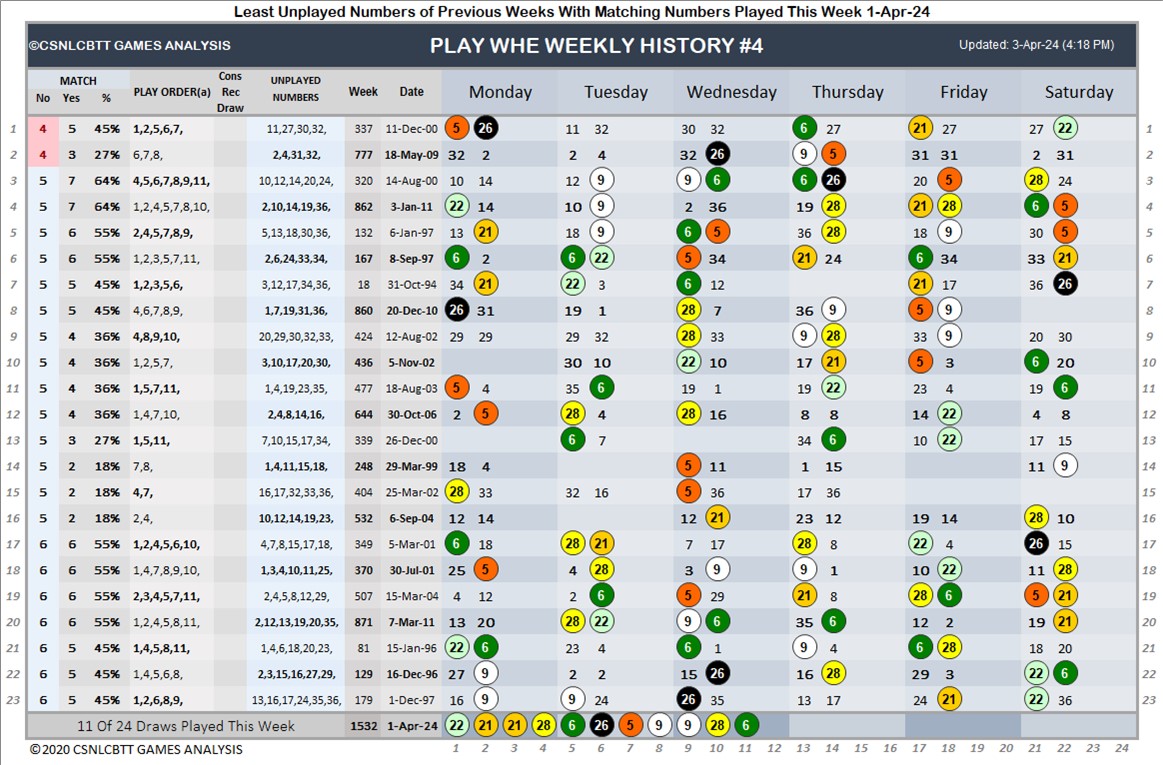 Least Unplayed Numbers of Previous Weeks With Matching Numbers Played This Week 1-Apr-24
©CSNLCBTT GAMES ANALYSIS PLAY WHE WEEKLY HISTORY #4 Updated: 3-Apr-24 (4:18 PM)
MATCH Cons UNPLAYED
PLAY ORDER(a) Rec Week Date Monday Tuesday Wednesday Thursday Friday Saturday
No Yes % Draw NUMBERS
1 4 5 45% 1,2,5,6,7, 11,27,30,32, 337 11-Dec-00 5 26 11 32 30 32 6 27 21 27 27 22 1
2 4 3 27% 6,7,8, 2,4,31,32, 777 18-May-09 32 2 2 4 32 26 9 5 31 31 2 31 2
3 5 7 64% 4,5,6,7,8,9,11, 10,12,14,20,24, 320 14-Aug-00 10 14 12 9 9 6 6 26 20 5 28 24 3
4 5 7 64% 1,2,4,5,7,8,10, 2,10,14,19,36, 862 3-Jan-11 22 14 10 9 2 36 19 28 21 28 6 5 4
5 5 6 55% 2,4,5,7,8,9, 5,13,18,30,36, 132 6-Jan-97 13 21 18 9 6 5 36 28 18 9 30 5 5
6 5 6 55% 1,2,3,5,7,11, 2,6,24,33,34, 167 8-Sep-97 6 2 6 22 5 34 21 24 6 34 33 21 6
7 5 5 45% 1,2,3,5,6, 3,12,17,34,36, 18 31-Oct-94 34 21 22 3 6 12 21 17 36 26 7
8 5 5 45% 4,6,7,8,9, 1,7,19,31,36, 860 20-Dec-10 26 31 19 1 28 7 36 9 5 9 8
9 5 4 36% 4,8,9,10, 20,29,30,32,33, 424 12-Aug-02 29 29 29 32 28 33 9 28 33 9 20 30 9
10 5 4 36% 1,2,5,7, 3,10,17,20,30, 436 5-Nov-02 30 10 22 10 17 21 5 3 6 20 10
11 5 4 36% 1,5,7,11, 1,4,19,23,35, 477 18-Aug-03 5 4 35 6 19 1 19 22 23 4 19 6 11
12 5 4 36% 1,4,7,10, 2,4,8,14,16, 644 30-Oct-06 2 5 28 4 28 16 8 8 14 22 4 8 12
13 5 3 27% 1,5,11, 7,10,15,17,34, 339 26-Dec-00 6 7 34 6 10 22 17 15 13
14 5 2 18% 7,8, 1,4,11,15,18, 248 29-Mar-99 18 4 5 11 1 15 11 9 14
15 5 2 18% 4,7, 16,17,32,33,36, 404 25-Mar-02 28 33 32 16 5 36 17 36 15
16 5 2 18% 2,4, 10,12,14,19,23, 532 6-Sep-04 12 14 12 21 23 12 19 14 28 10 16
17 6 6 55% 1,2,4,5,6,10, 4,7,8,15,17,18, 349 5-Mar-01 6 18 28 21 7 17 28 8 22 4 26 15 17
18 6 6 55% 1,4,7,8,9,10, 1,3,4,10,11,25, 370 30-Jul-01 25 5 4 28 3 9 9 1 10 22 11 28 18
19 6 6 55% 2,3,4,5,7,11, 2,4,5,8,12,29, 507 15-Mar-04 4 12 2 6 5 29 21 8 28 6 5 21 19
20 6 6 55% 1,2,4,5,8,11, 2,12,13,19,20,35, 871 7-Mar-11 13 20 28 22 9 6 35 6 12 2 19 21 20
21 6 5 45% 1,4,5,8,11, 1,4,6,18,20,23, 81 15-Jan-96 22 6 23 4 6 1 9 4 6 28 18 20 21
22 6 5 45% 1,4,5,6,8, 2,3,15,16,27,29, 129 16-Dec-96 27 9 2 2 15 26 16 28 29 3 22 6 22
23 6 5 45% 1,2,6,8,9, 13,16,17,24,35,36, 179 1-Dec-97 16 9 9 24 26 35 13 17 24 21 22 36 23
11 Of 24 Draws Played This Week 1532 1-Apr-24 22 21 21 28 6 26 5 9 9 28 6
© 2020 CSNLCBTT GAMES ANALYSIS 1 2 3 4 5 6 7 8 9 10 11 12 13 14 15 16 17 18 19 20 21 22 23 24